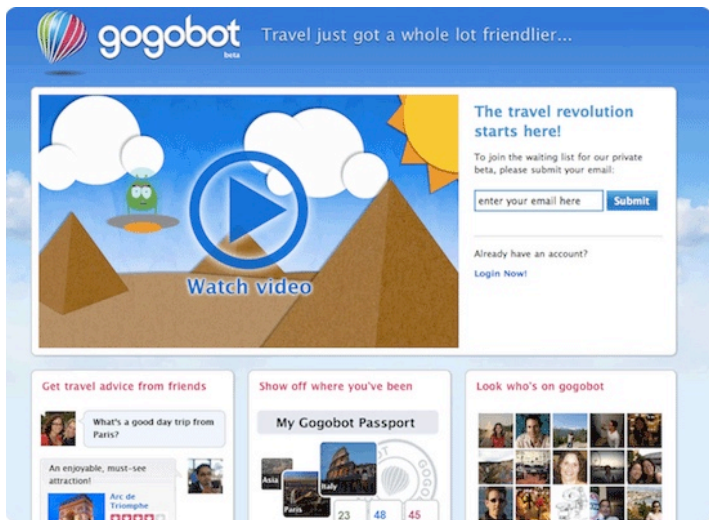 gogobot
beta
Travel just got a whole lot friendlier...
Watch video
The travel revolution
starts here!
To join the waiting list for our private
beta, please submit your email:
enter your email here
Submit
Already have an account?
Login Now!
Get travel advice from friends
What's a good day trip from
Paris?
An enjoyable, must-see
attraction!
Arc de
Triomphe
Show off where you've been
My Gogobot Passport
Asia
Paris
Italy
23 48 45
Look who's on gogobot